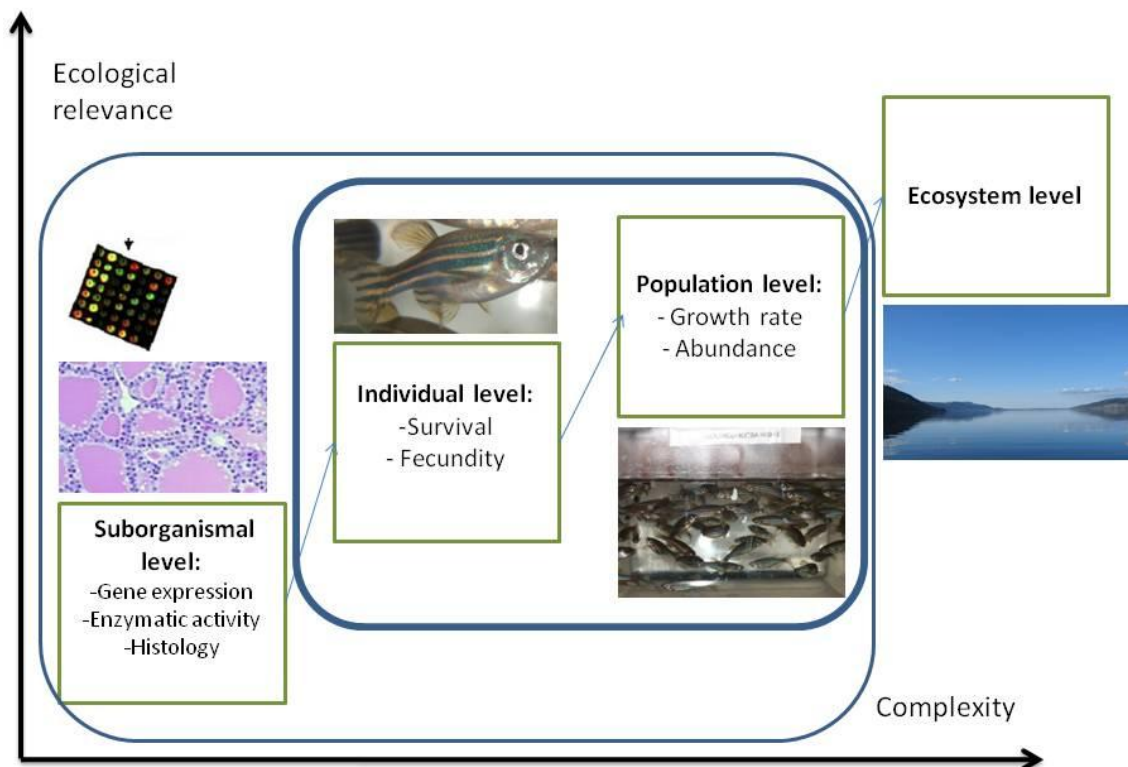 Ecological
relevance
Ecosystem level
Population level:
- Growth rate
- Abundance
Individual level:
-Survival
- Fecundity
Suborganismal
level:
-Gene expression
-Enzymatic activity
-Histology
Complexity